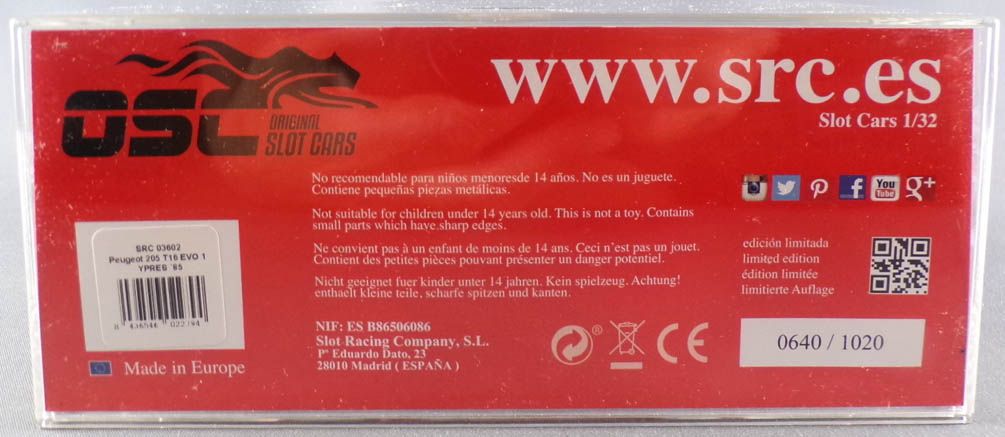 OSC
ORIGINAL
SLOT CARS
www.src.es
Slot Cars 1/32
No recomendable para niños menoresde 14 años. No es un juguete.
Contiene pequeñas piezas metálicas.
Not suitable for children under 14 years old. This is not a toy. Contains
small parts which have sharp edges.
Ne convient pas à un enfant de moins de 14 ans. Ceci n'est pas un jouet.
Contient des petites pièces pouvant présenter un danger potentiel.
Nicht geeignet fuer kinder unter 14 jahren. Kein spielzeug. Achtung!
enthaelt kleine teile, scharfe spitzen und kanten.
You
Tube
g+
edición limitada
limited edition
édition limitée
limitierte Auflage
SRC 03602
Peugeot 205 T16 EVO 1
YPRES ´85
8 436546 022794
Made in Europe
NIF: ES B86506086
Slot Racing Company, S.L.
Pº Eduardo Dato, 23
28010 Madrid ( ESPAÑA )
®
CE
0640 / 1020